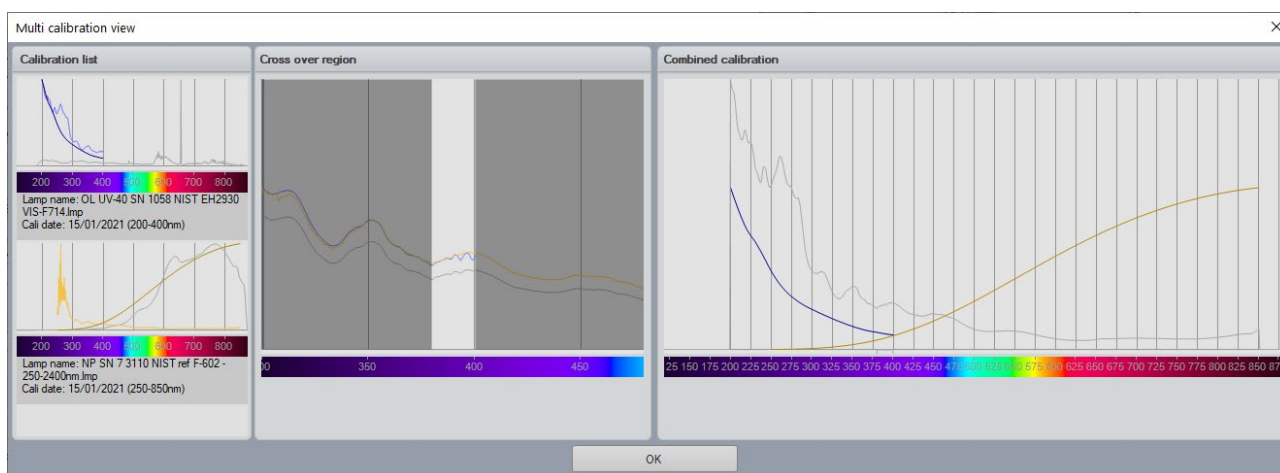 Multi calibration view
Calibration list
200 300 400 500 600 700 800
Lamp name: OL UV-40 SN 1058 NIST EH2930
VIS-F714.lmp
Cali date: 15/01/2021 (200-400nm)
200 300 400 500 600 700 800
Lamp name: NP SN 7 3110 NIST ref F-602 -
250-2400nm.lmp
Cali date: 15/01/2021 (250-850nm)
Cross over region
00 350 400 450
Combined calibration
25 150 175 200 225 250 275 300 325 350 375 400 425 450 475 500 525 550 575 600 625 650 675 700 725 750 775 800 825 850 87
OK